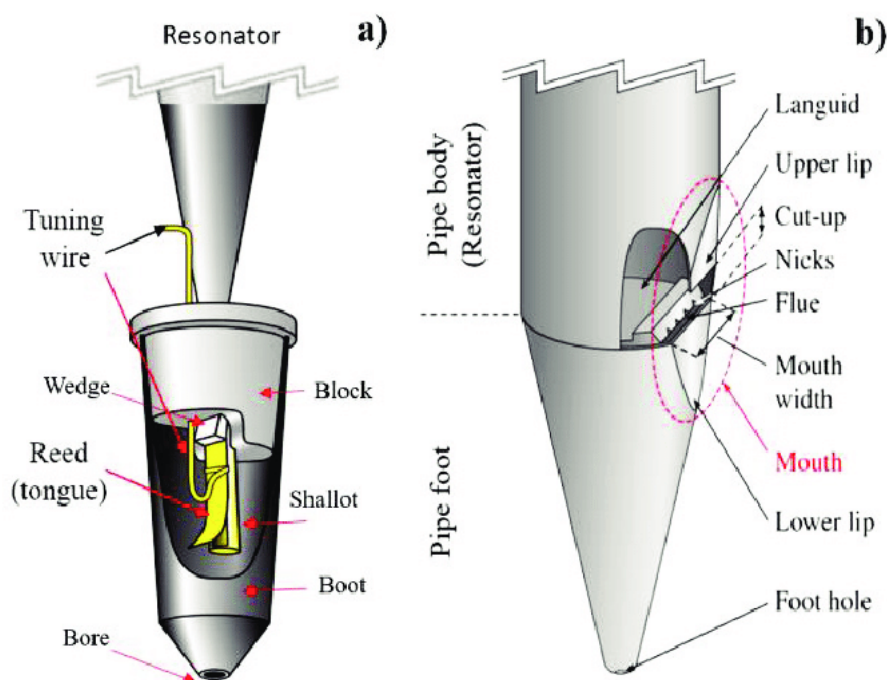 Resonator
a)
Tuning
wire
Wedge
Block
Reed
(tongue)
Shallot
Boot
Bore
b)
Pipe body
(Resonator)
Pipe foot
Languid
Upper lip
Cut-up
Nicks
Flue
Mouth
width
Mouth
Lower lip
Foot hole